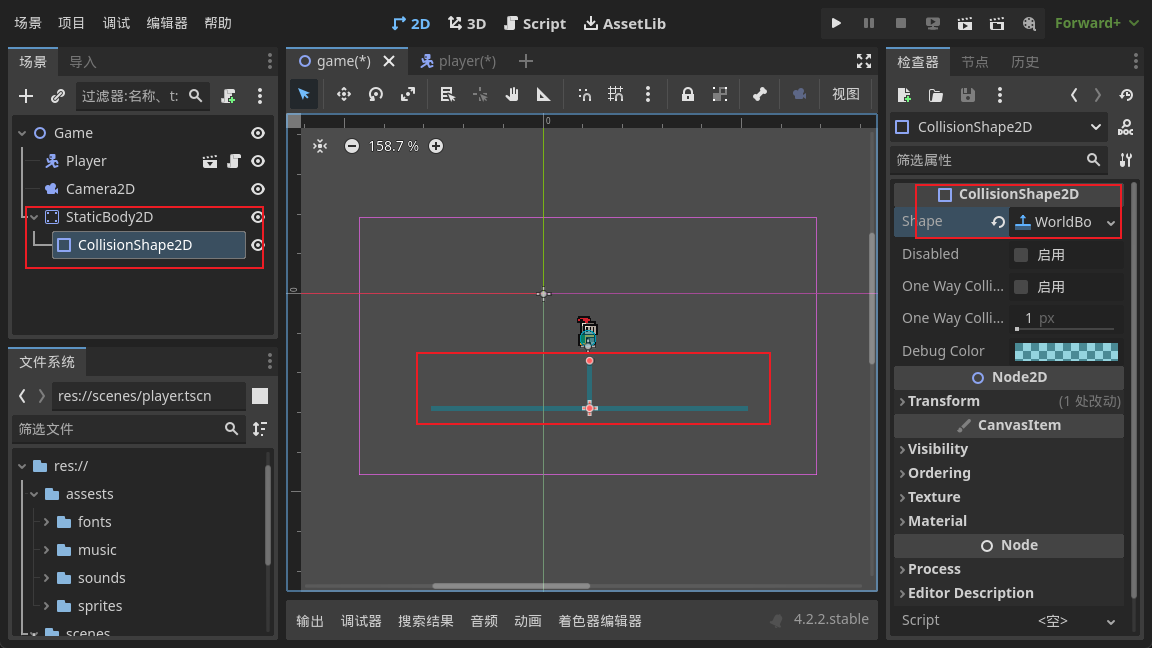 场景 项目 调试 编辑器 帮助 2D 3D Script AssetLib Forward+
场景 导入
过滤器:名称、t:
Game
Player
Camera2D
StaticBody2D
CollisionShape2D
文件系统
res://scenes/player.tscn
筛选文件
res://
assests
fonts
music
sounds
sprites
scenes
game(*) player(*)
视图
0
158.7 %
0
输出 调试器 搜索结果 音频 动画 着色器编辑器 4.2.2.stable
检查器 节点 历史
CollisionShape2D DOC
筛选属性
CollisionShape2D
Shape WorldBo
Disabled 启用
One Way Colli... 启用
One Way Colli... 1 px
Debug Color
Node2D
Transform (1 处改动)
CanvasItem
Visibility
Ordering
Texture
Material
Node
Process
Editor Description
Script <空>